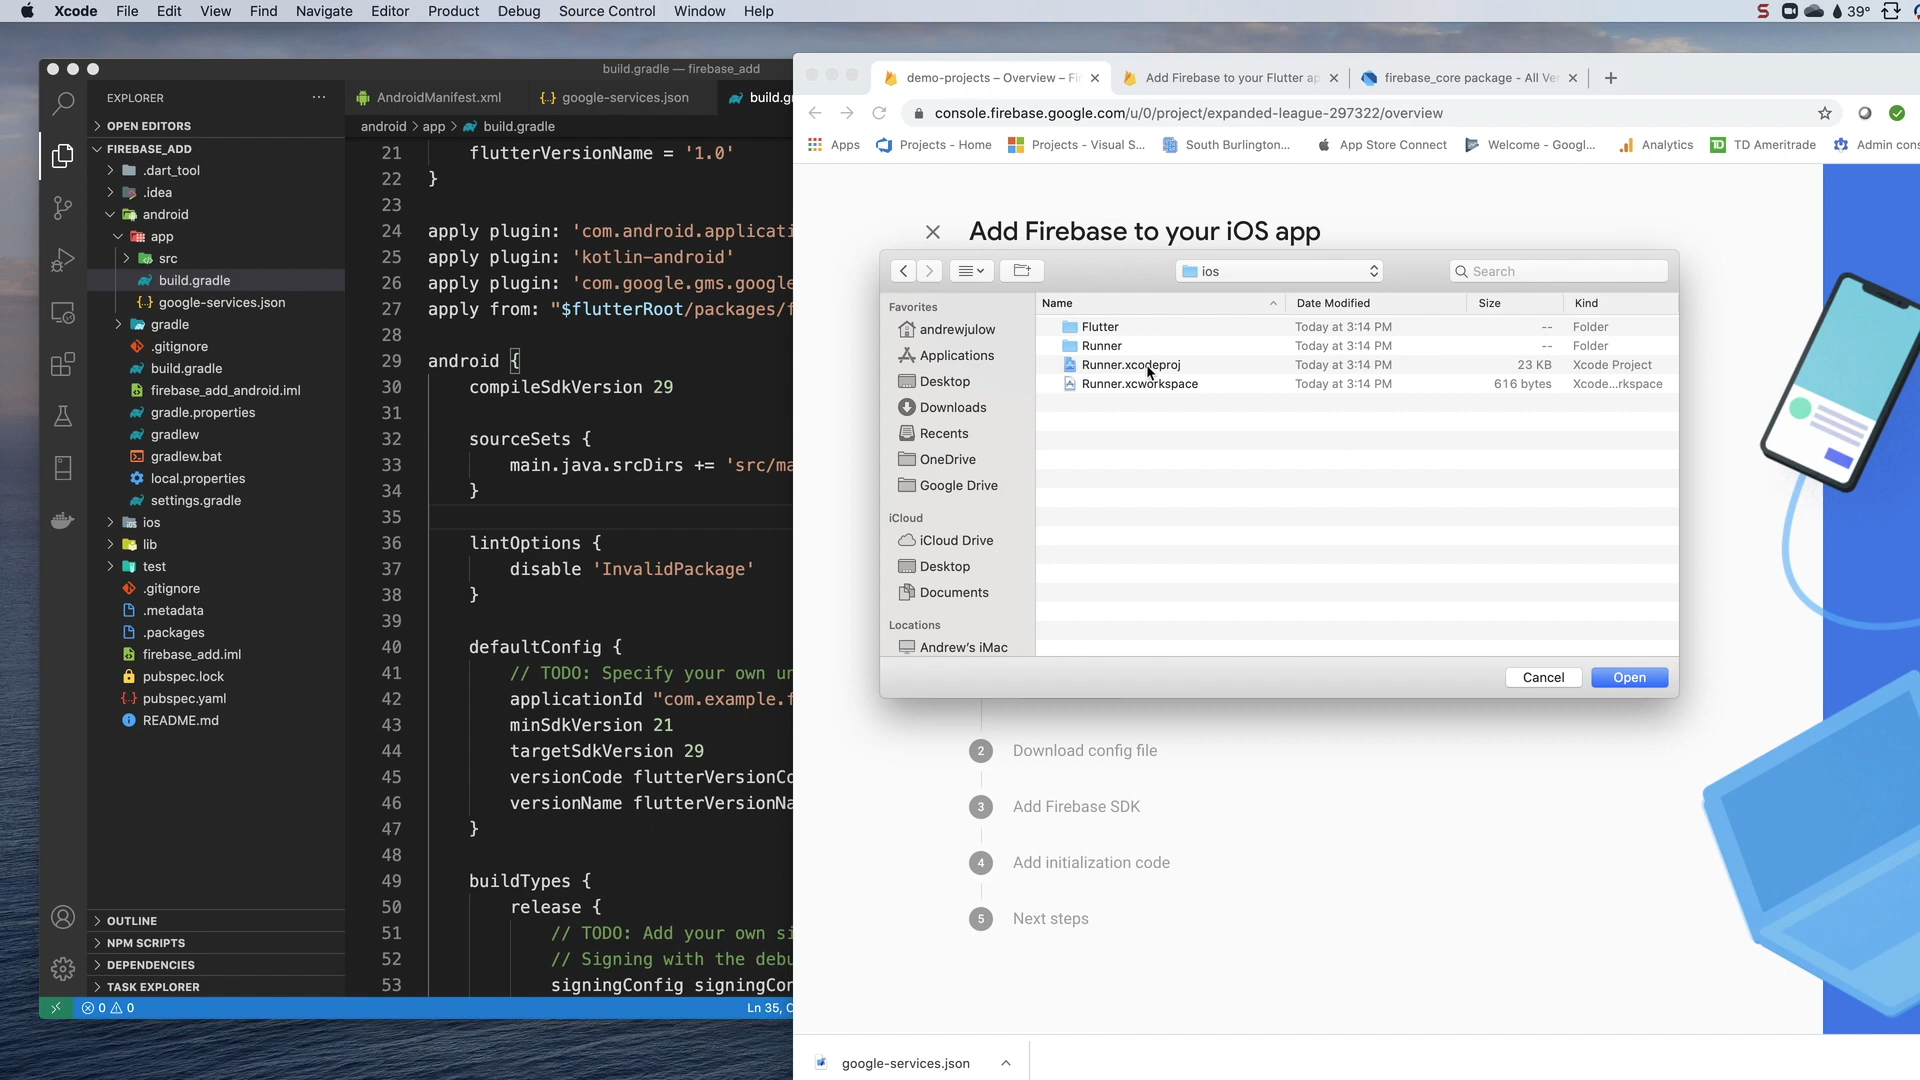 Xcode File Edit View Find Navigate Editor Product Debug Source Control Window Help
39°
build.gradle — firebase_add
EXPLORER
OPEN EDITORS
FIREBASE_ADD
.dart_tool
.idea
android
app
src
build.gradle
google-services.json
gradle
.gitignore
build.gradle
firebase_add_android.iml
gradle.properties
gradlew
gradlew.bat
local.properties
settings.gradle
ios
lib
test
.gitignore
.metadata
.packages
firebase_add.iml
pubspec.lock
pubspec.yaml
README.md
OUTLINE
NPM SCRIPTS
DEPENDENCIES
TASK EXPLORER
0 0
Ln 35, C
AndroidManifest.xml google-services.json build.g
android > app > build.gradle
21 flutterVersionName = '1.0'
22 }
23
24 apply plugin: 'com.android.applicati
25 apply plugin: 'kotlin-android'
26 apply plugin: 'com.google.gms.google
27 apply from: "$flutterRoot/packages/f
28
29 android {
30 compileSdkVersion 29
31
32 sourceSets {
33 main.java.srcDirs += 'src/ma
34 }
35
36 lintOptions {
37 disable 'InvalidPackage'
38 }
39
40 defaultConfig {
41 // TODO: Specify your own un
42 applicationId "com.example.f
43 minSdkVersion 21
44 targetSdkVersion 29
45 versionCode flutterVersionCo
46 versionName flutterVersionNa
47 }
48
49 buildTypes {
50 release {
51 // TODO: Add your own si
52 // Signing with the debu
53 signingConfig signingCon
demo-projects – Overview – Fi Add Firebase to your Flutter ap firebase_core package - All Ve
console.firebase.google.com/u/0/project/expanded-league-297322/overview
Apps Projects - Home Projects - Visual S... South Burlington... App Store Connect Welcome - Googl... Analytics TD Ameritrade Admin cons
Add Firebase to your iOS app
ios
Search
Favorites
andrewjulow
Applications
Desktop
Downloads
Recents
OneDrive
Google Drive
iCloud
iCloud Drive
Desktop
Documents
Locations
Andrew's iMac
Name Date Modified Size Kind
Flutter Today at 3:14 PM -- Folder
Runner Today at 3:14 PM -- Folder
Runner.xcodeproj Today at 3:14 PM 23 KB Xcode Project
Runner.xcworkspace Today at 3:14 PM 616 bytes Xcode...rkspace
Cancel Open
2 Download config file
3 Add Firebase SDK
4 Add initialization code
5 Next steps
google-services.json